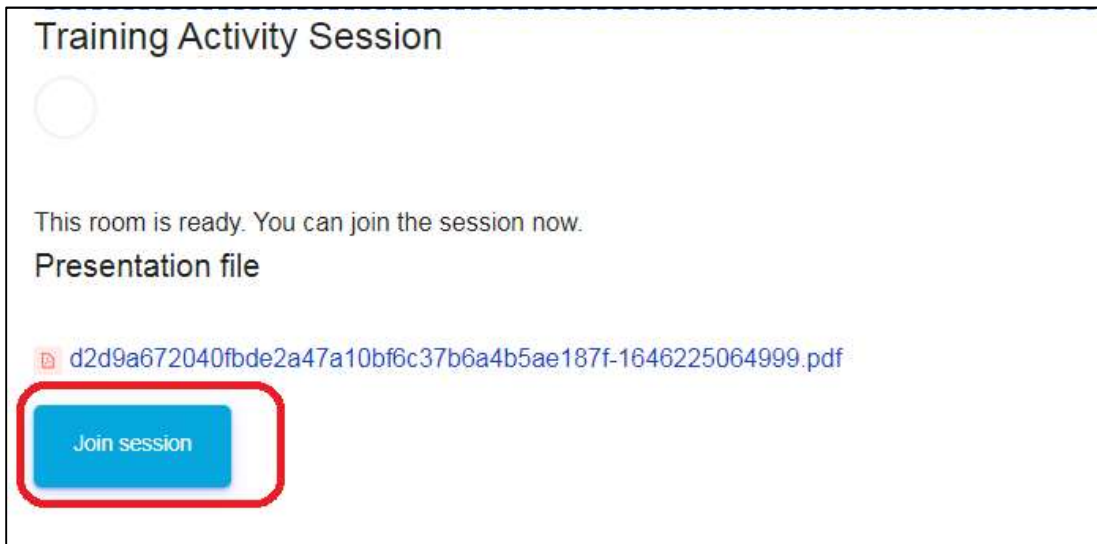 Training Activity Session
This room is ready. You can join the session now.
Presentation file
d2d9a672040fbde2a47a10bf6c37b6a4b5ae187f-1646225064999.pdf
Join session